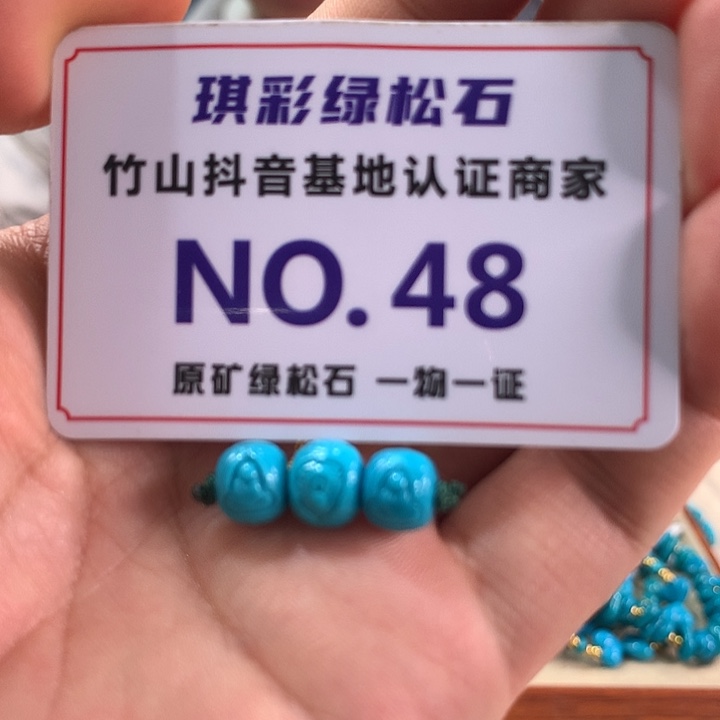 琪彩绿松石
竹山抖音基地认证商家
NO.48
原矿绿松石 一物一证